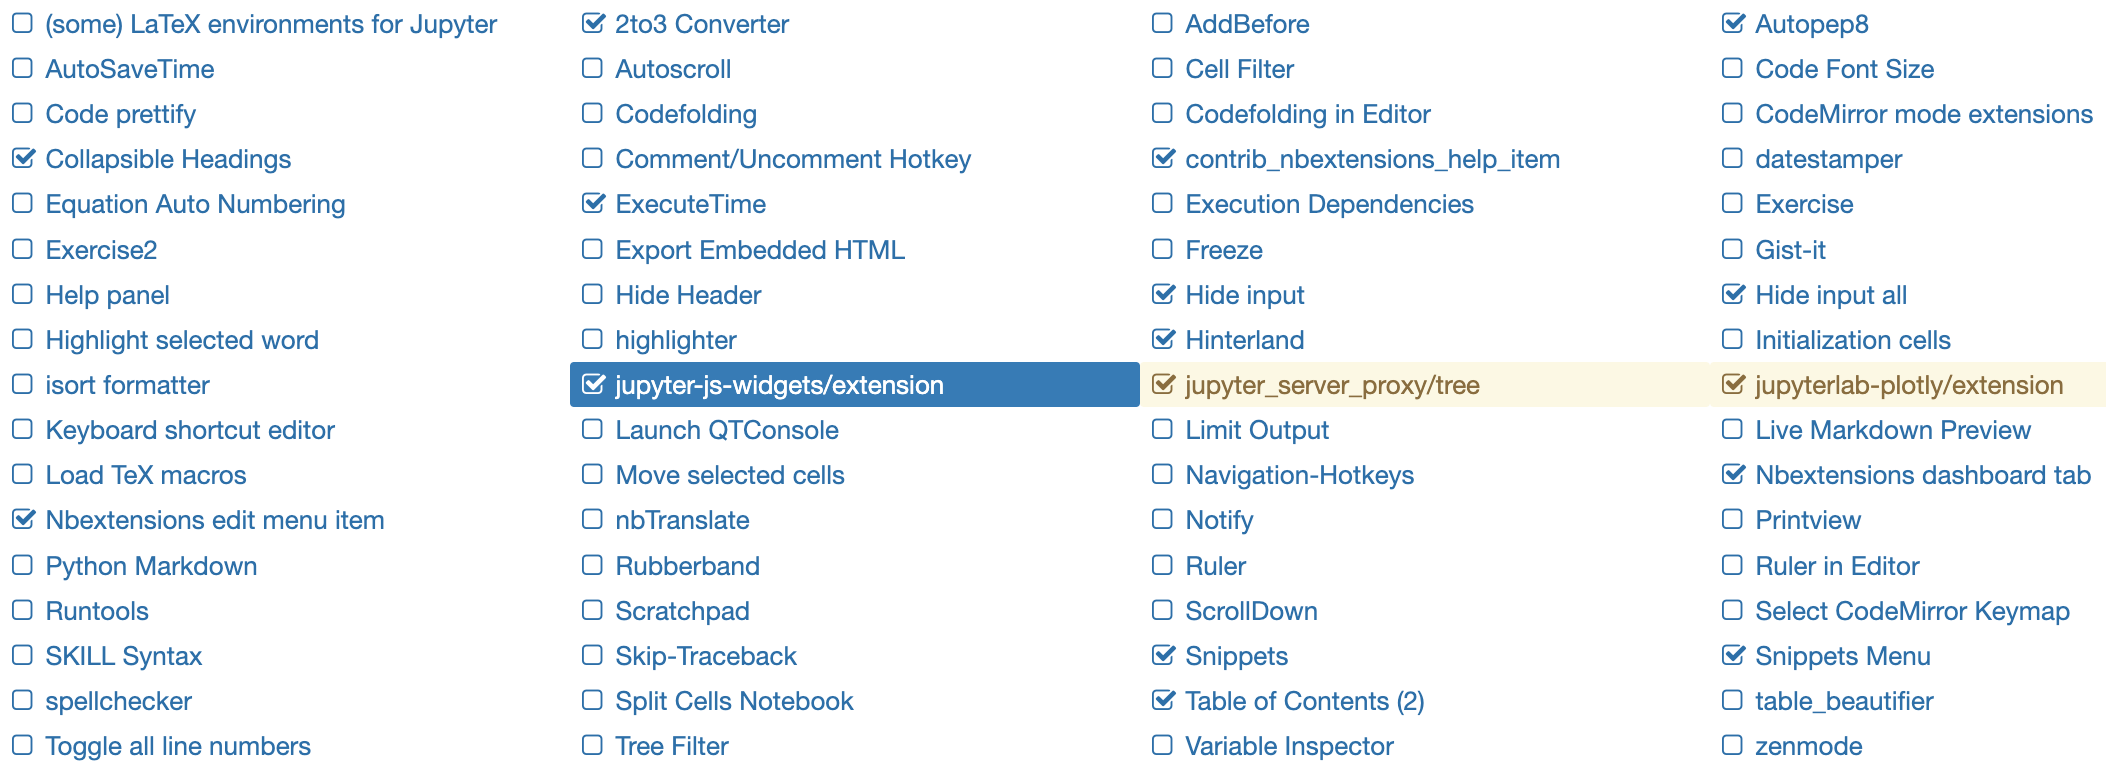 (some) LaTeX environments for Jupyter 2to3 Converter AddBefore Autopep8
AutoSaveTime Autoscroll Cell Filter Code Font Size
Code prettify Codefolding Codefolding in Editor CodeMirror mode extensions
Collapsible Headings Comment/Uncomment Hotkey contrib_nbextensions_help_item datestamper
Equation Auto Numbering ExecuteTime Execution Dependencies Exercise
Exercise2 Export Embedded HTML Freeze Gist-it
Help panel Hide Header Hide input Hide input all
Highlight selected word highlighter Hinterland Initialization cells
isort formatter jupyter-js-widgets/extension jupyter_server_proxy/tree jupyterlab-plotly/extension
Keyboard shortcut editor Launch QTConsole Limit Output Live Markdown Preview
Load TeX macros Move selected cells Navigation-Hotkeys Nbextensions dashboard tab
Nbextensions edit menu item nbTranslate Notify Printview
Python Markdown Rubberband Ruler Ruler in Editor
Runtools Scratchpad ScrollDown Select CodeMirror Keymap
SKILL Syntax Skip-Traceback Snippets Snippets Menu
spellchecker Split Cells Notebook Table of Contents (2) table_beautifier
Toggle all line numbers Tree Filter Variable Inspector zenmode